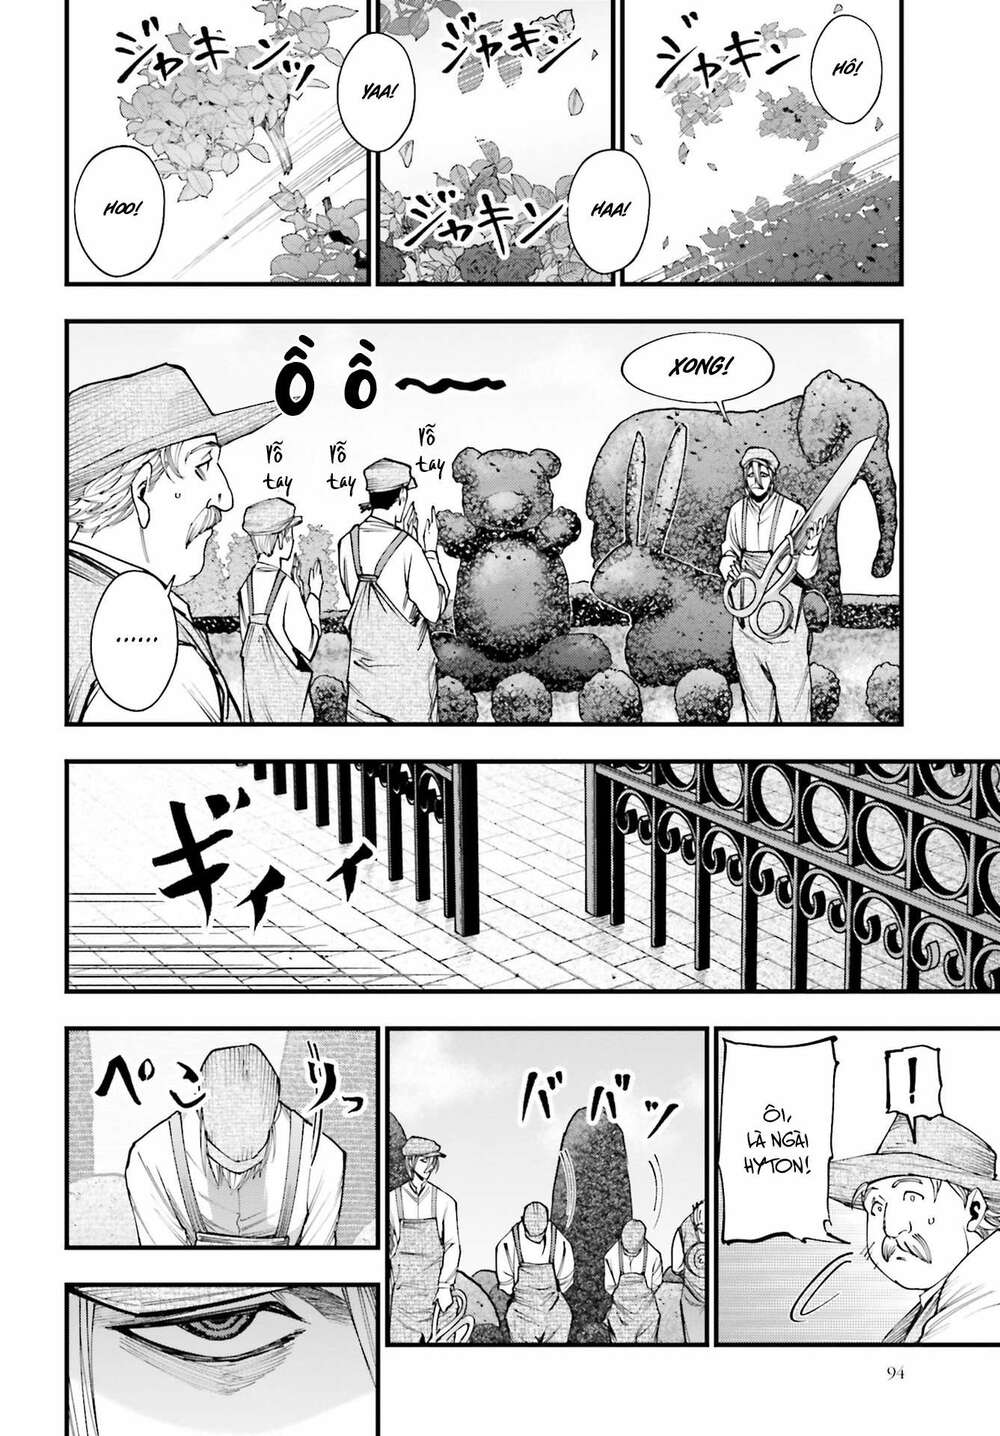 HÔ!
ジャキン
YAA!
ジャキン
HAA!
ジャキン
ジャキンッ
HOO!
XONG!
Ồ Ồ~
VỖ
TAY
VỖ
TAY
VỖ
TAY
......
ギィィ
!
ÔI,
LÀ NGÀI
HYTON!
ババッ
ペこりっ
94